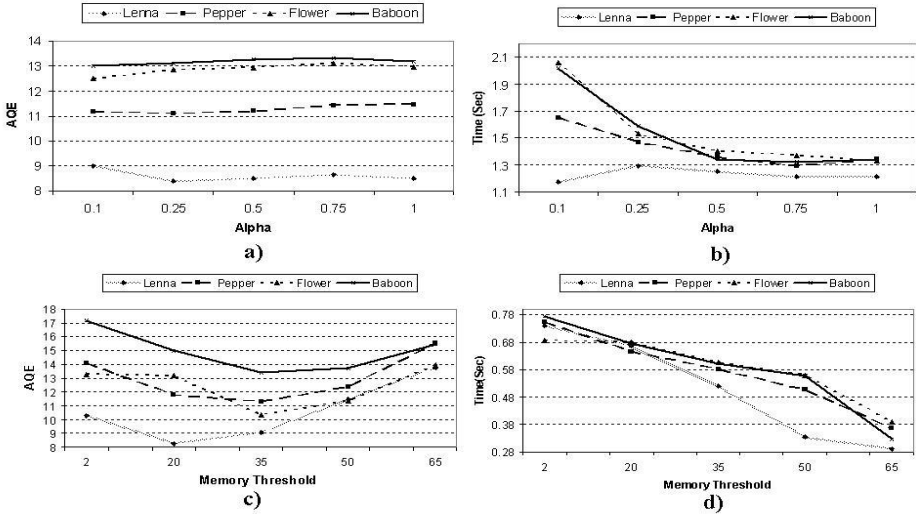 Lenna Pepper Flower Baboon
14
13
12
11
10
9
8
AQE
0.1 0.25 0.5 0.75 1
Alpha
a)
Lenna Pepper Flower Baboon
2.1
1.9
1.7
1.5
1.3
1.1
Time (Sec)
0.1 0.25 0.5 0.75 1
Alpha
b)
Lenna Pepper Flower Baboon
18
17
16
15
14
13
12
11
10
9
8
AQE
2 20 35 50 65
Memory Threshold
c)
Lenna Pepper Flower Baboon
0.78
0.68
0.58
0.48
0.38
0.28
Time(Sec)
2 20 35 50 65
Memory Threshold
d)